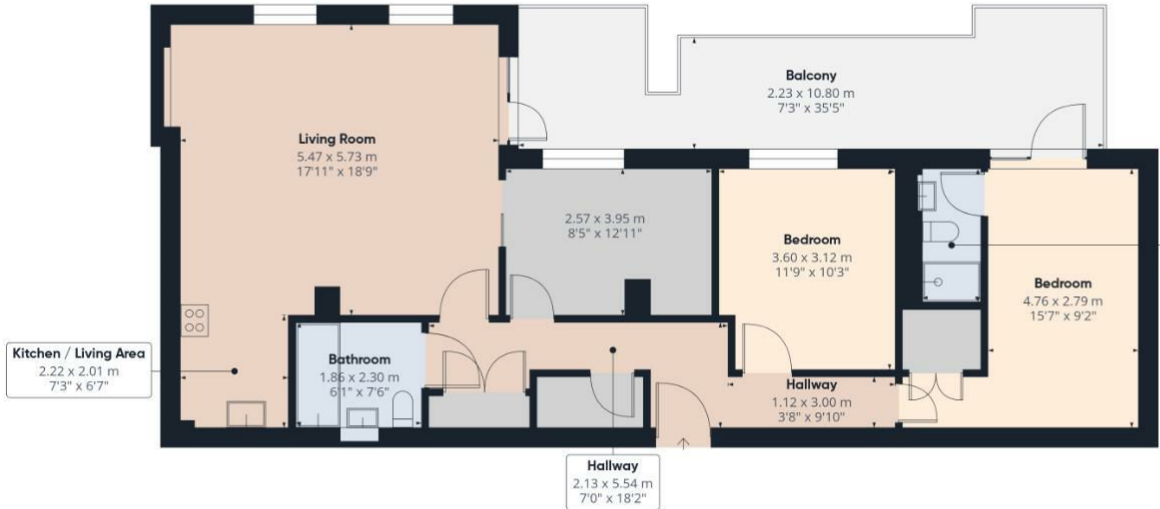 Balcony
2.23 x 10.80 m
7'3" x 35'5"
Living Room
5.47 x 5.73 m
17'11" x 18'9"
2.57 x 3.95 m
8'5" x 12'11"
Bedroom
3.60 x 3.12 m
11'9" x 10'3"
Bedroom
4.76 x 2.79 m
15'7" x 9'2"
Kitchen / Living Area
2.22 x 2.01 m
7'3" x 6'7"
Bathroom
1.86 x 2.30 m
6'1" x 7'6"
Hallway
1.12 x 3.00 m
3'8" x 9'10"
Hallway
2.13 x 5.54 m
7'0" x 18'2"